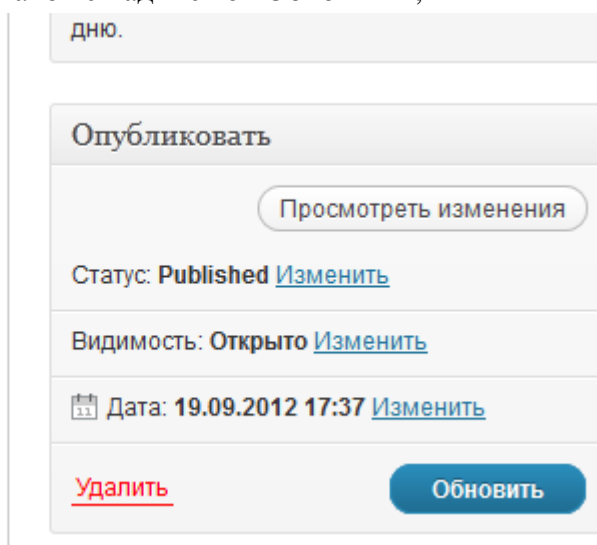 дню.
Опубликовать
Просмотреть изменения
Статус: Published Изменить
Видимость: Открыто Изменить
11 Дата: 19.09.2012 17:37 Изменить
Удалить
Обновить